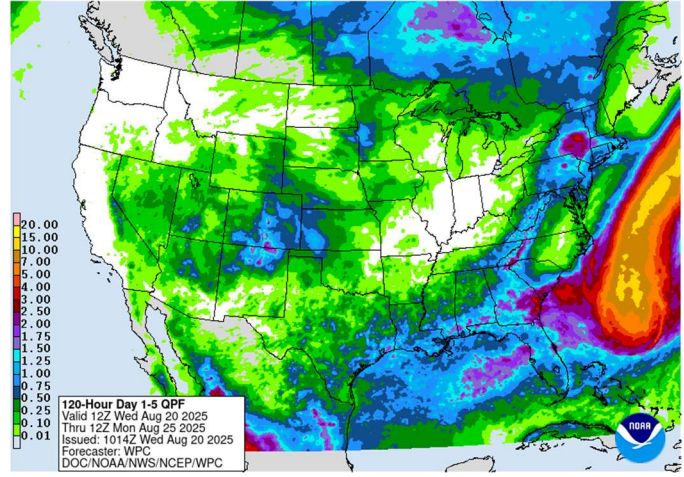 20.00
15.00
10.00
7.00
5.00
4.00
3.00
2.50
2.00
1.75
1.50
1.25
1.00
0.75
0.50
0.25
0.10
0.01
120-Hour Day 1-5 QPF
Valid 12Z Wed Aug 20 2025
Thru 12Z Mon Aug 25 2025
Issued: 1014Z Wed Aug 20 2025
Forecaster: WPC
DOC/NOAA/NWS/NCEP/WPC
NOAA